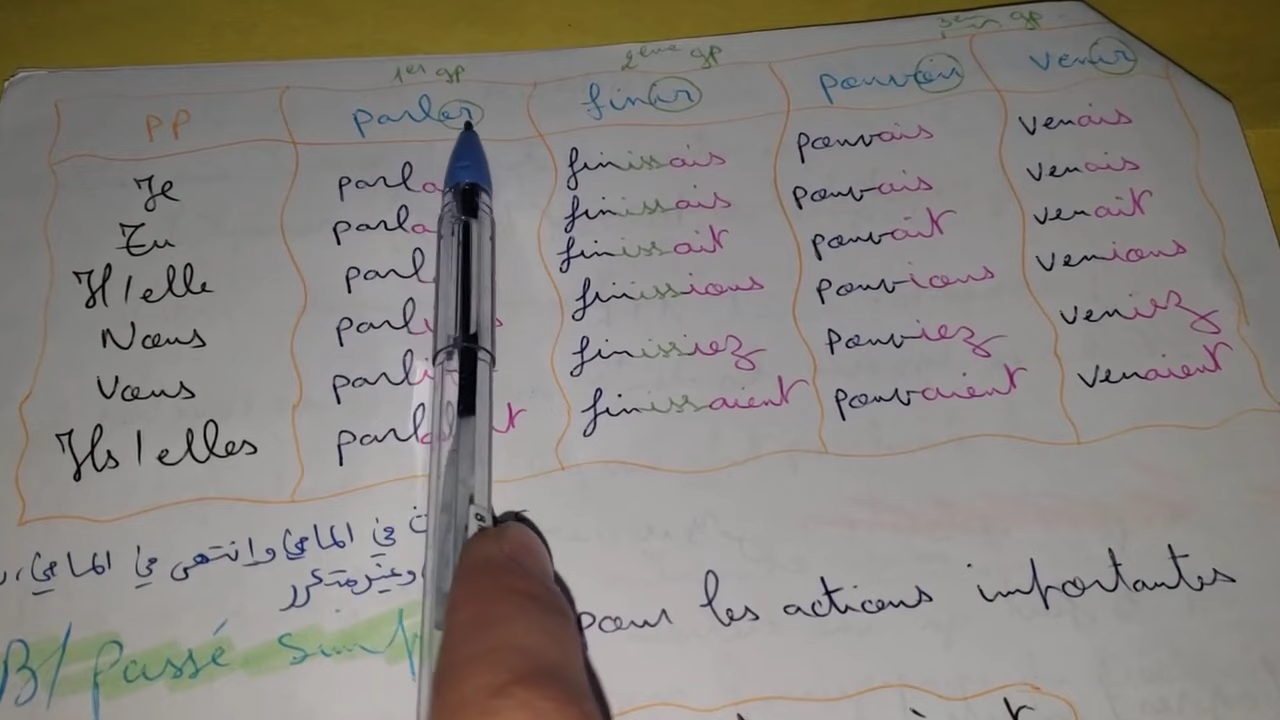 1er gp 2ème gp 3ème gp
PP parler finir pouvoir venir
Je finissais pouvais venais
Tu finissais pouvais venais
Il/elle finissait pouvait venait
Nous finissions pouvions venions
Vous finissiez pouviez veniez
Ils/elles finissaient pouvaient venaient
في الماضي وانتهى في الماضي،
وغير متكرر
B/ Passé pour les actions importantes